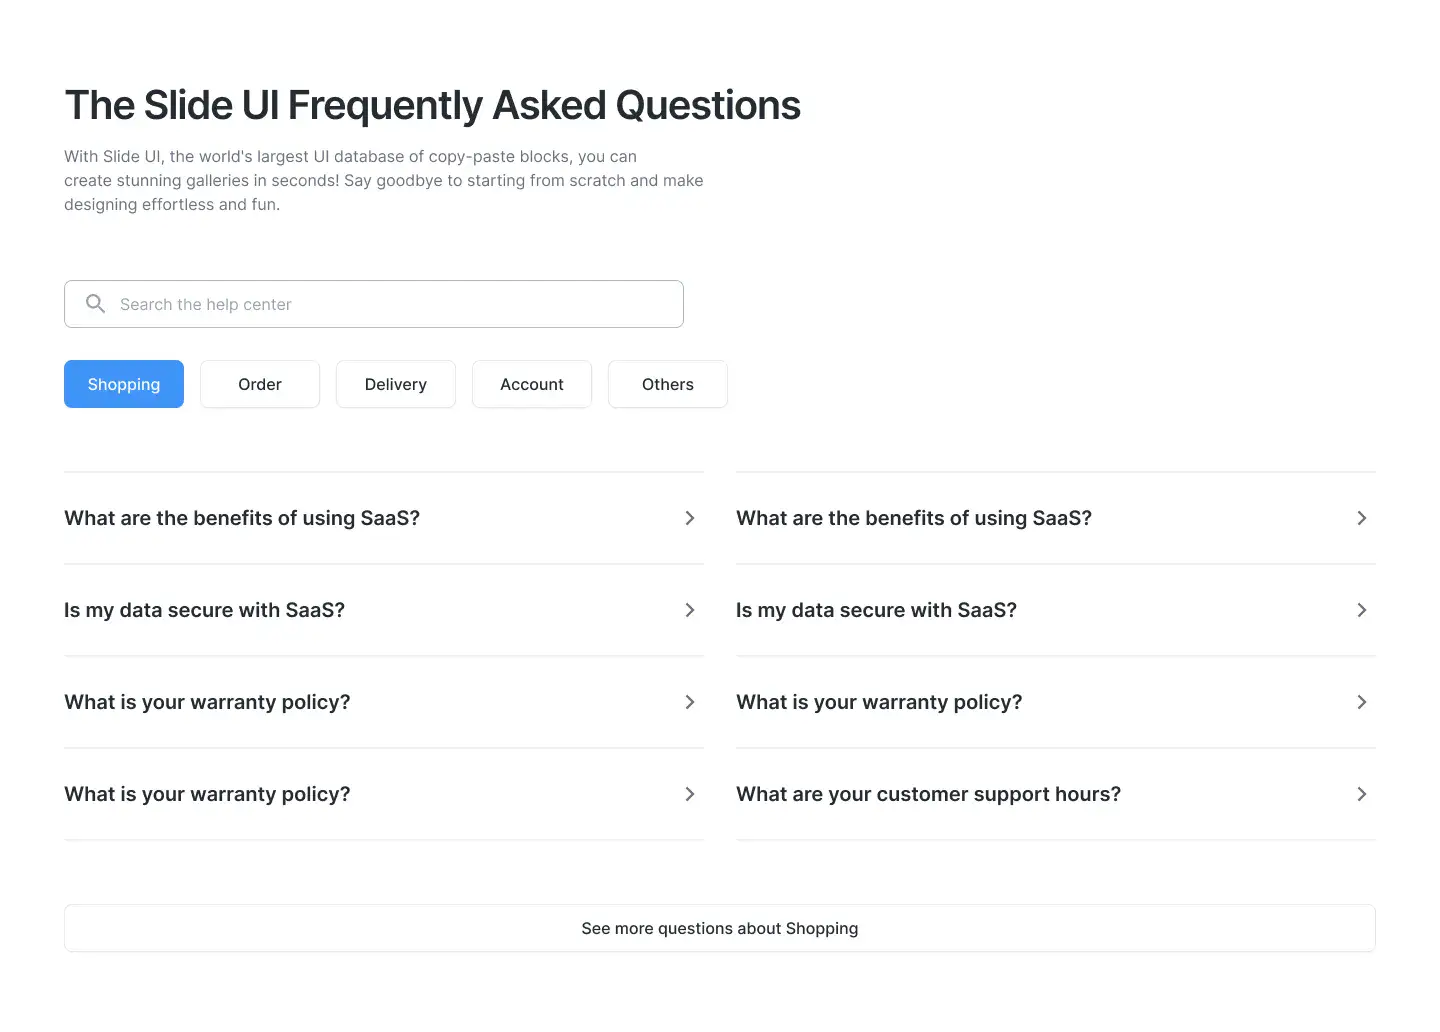 The Slide UI Frequently Asked Questions
With Slide UI, the world's largest UI database of copy-paste blocks, you can
create stunning galleries in seconds! Say goodbye to starting from scratch and make
designing effortless and fun.
Search the help center
Shopping
Order
Delivery
Account
Others
What are the benefits of using SaaS?
What are the benefits of using SaaS?
Is my data secure with SaaS?
Is my data secure with SaaS?
What is your warranty policy?
What is your warranty policy?
What is your warranty policy?
What are your customer support hours?
See more questions about Shopping